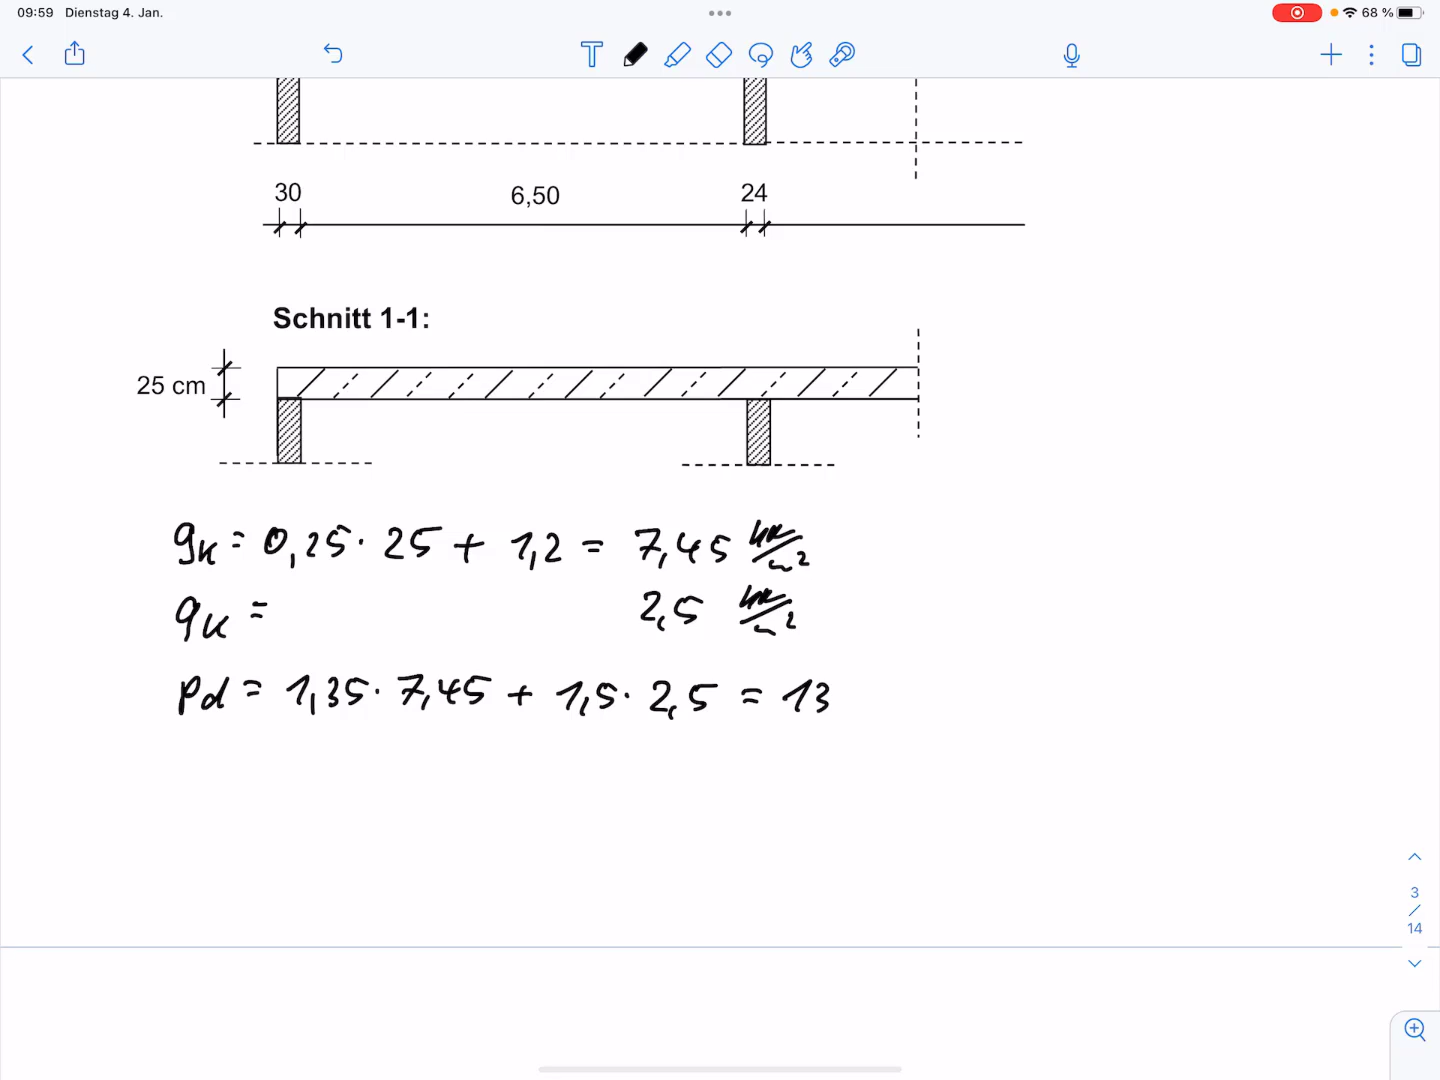 09:59 Dienstag 4. Jan. 68 %
30 6,50 24
Schnitt 1-1:
25 cm
gk = 0,25 · 25 + 1,2 = 7,45 kN/m²
qk = 2,5 kN/m²
pd = 1,35 · 7,45 + 1,5 · 2,5 = 13
3
/
14